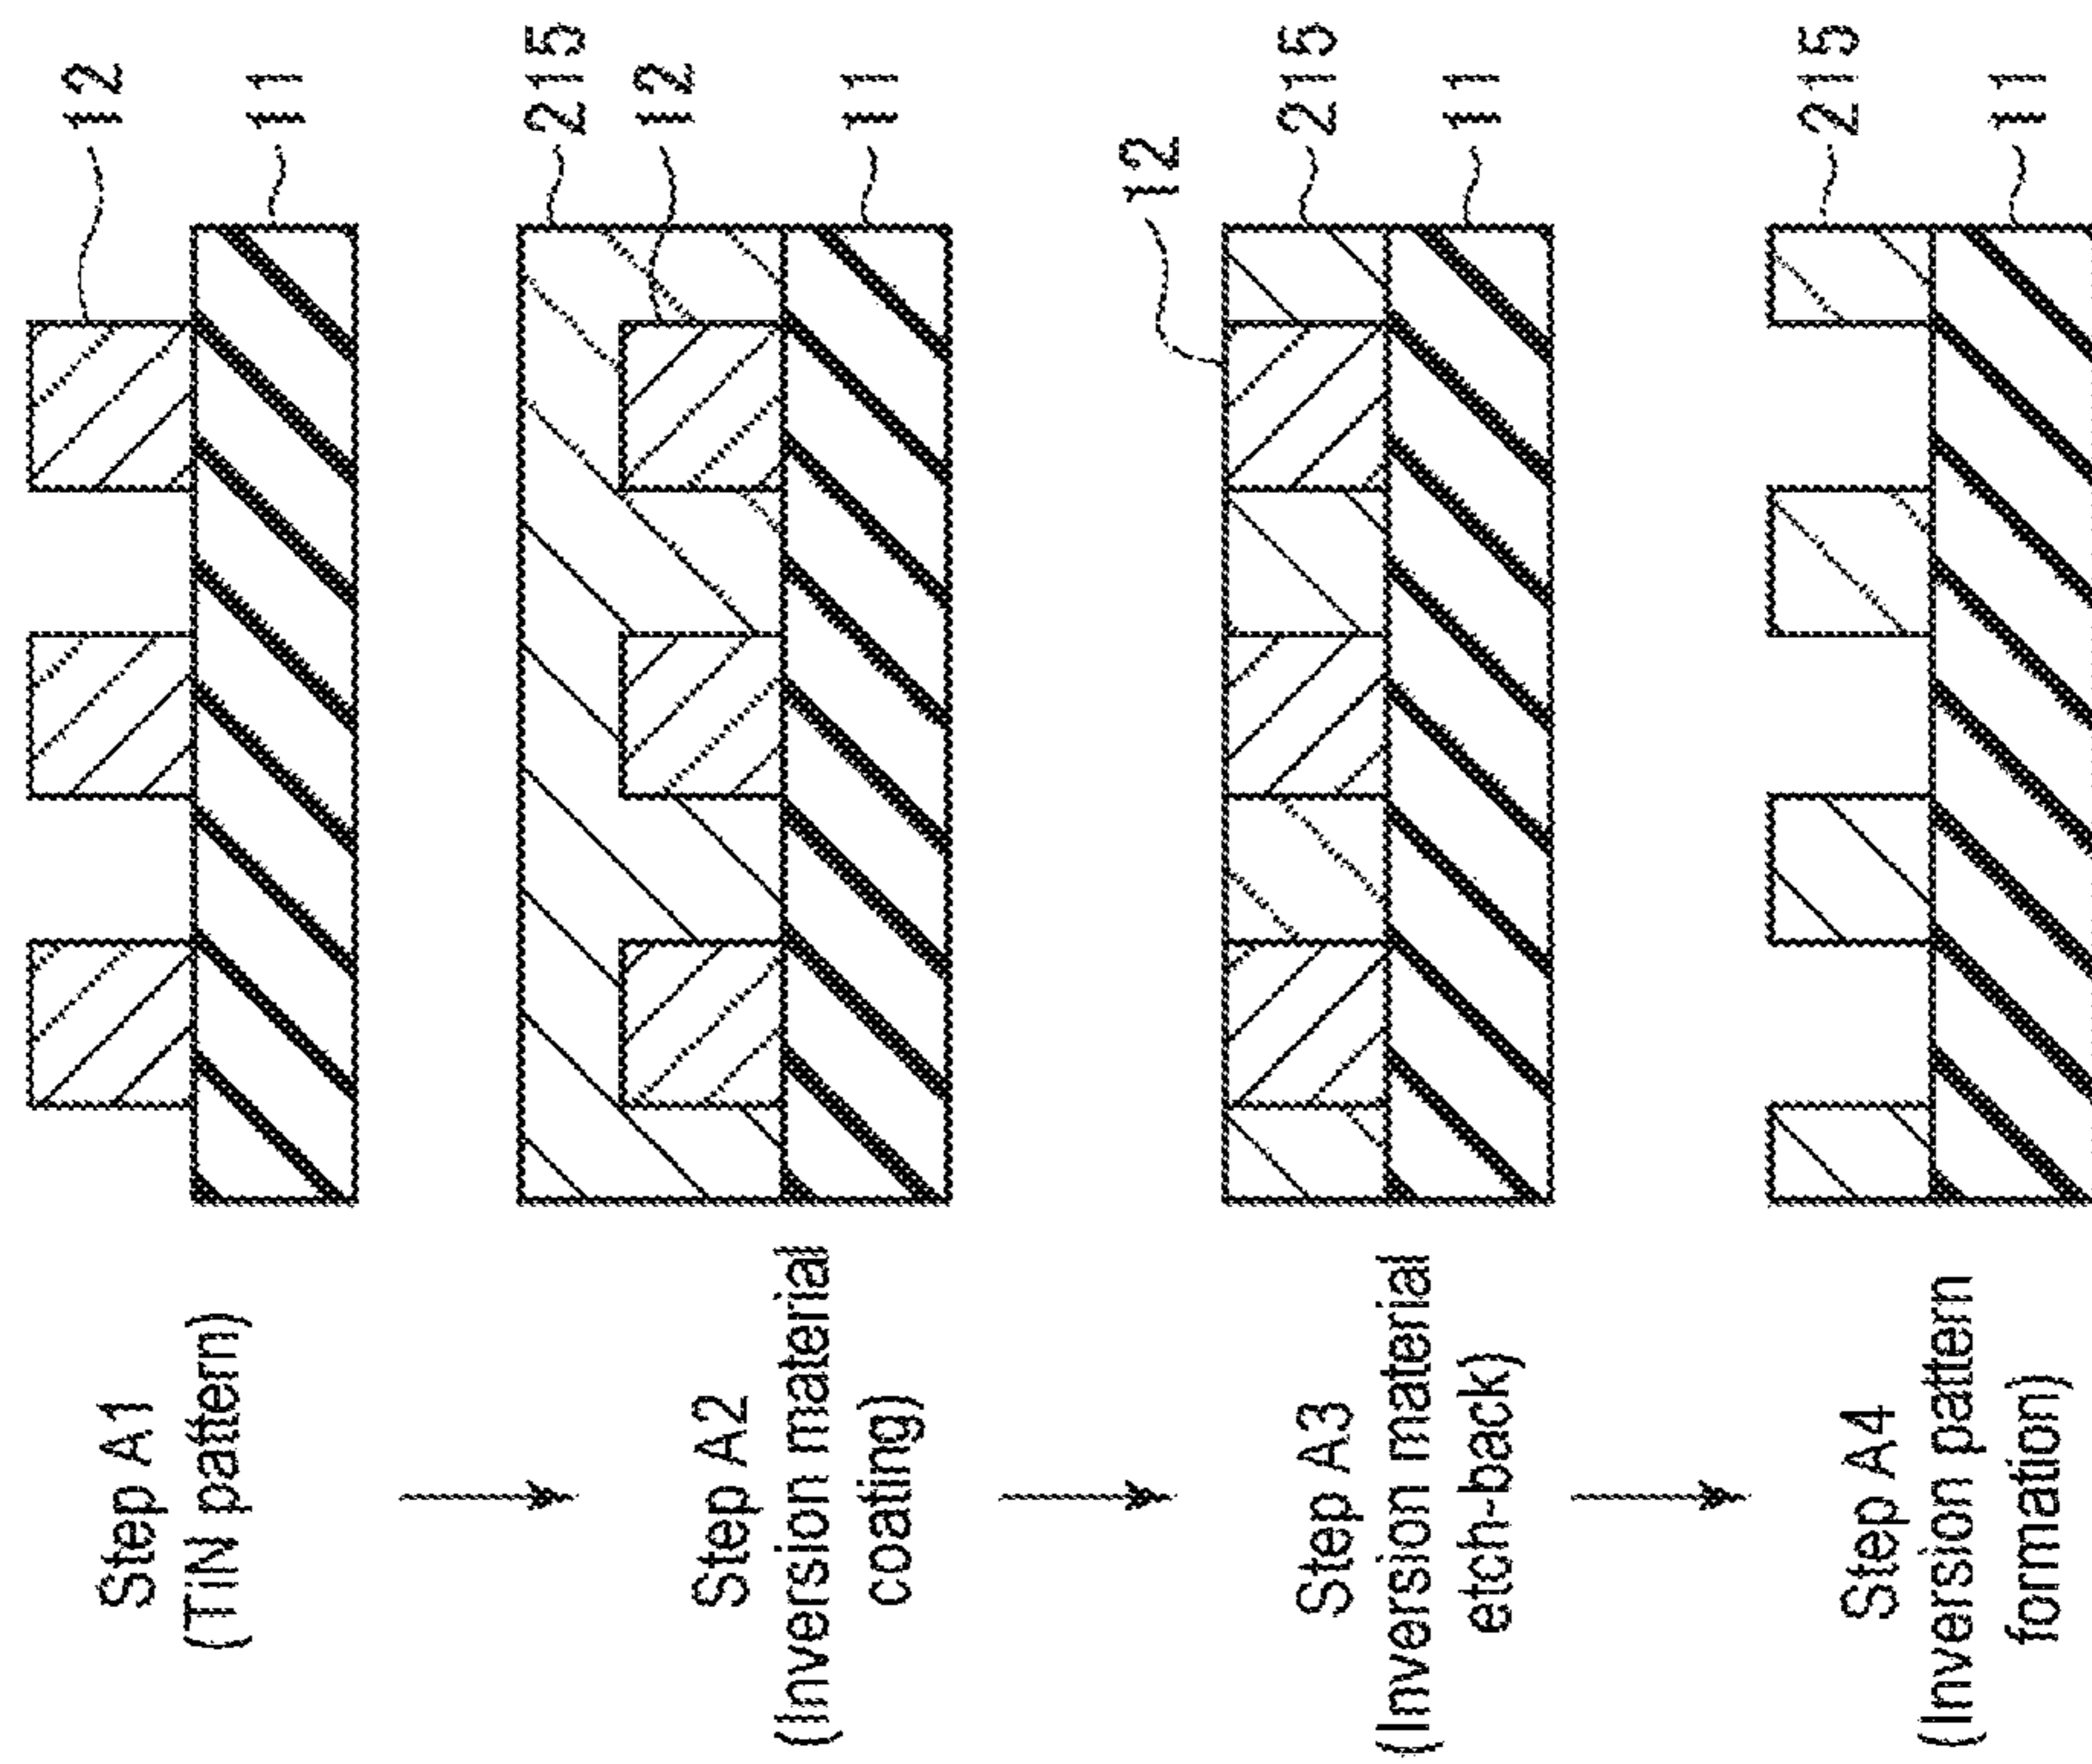 Step A1
(TiN pattern)
12
11
Step A2
(Inversion material
coating)
215
12
11
Step A3
(Inversion material
etch-back)
12
215
11
Step A4
(Inversion pattern
formation)
215
11